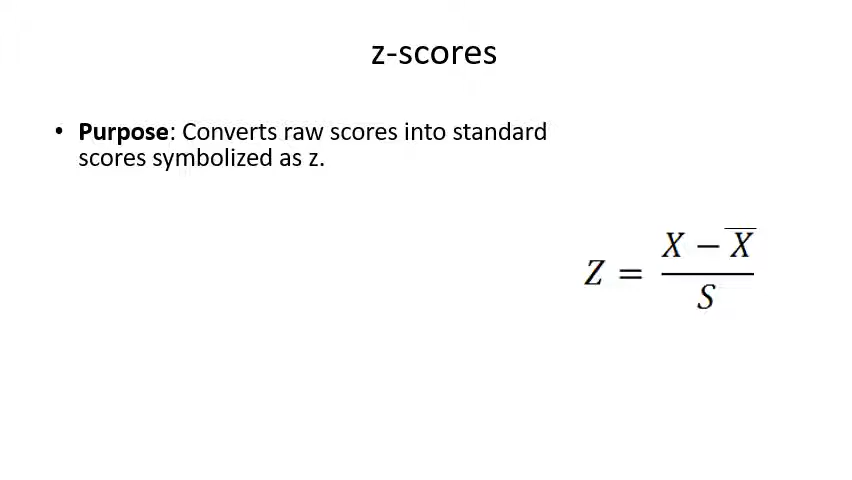 z-scores
• Purpose: Converts raw scores into standard
scores symbolized as z.
Z = (X − X̅) / S